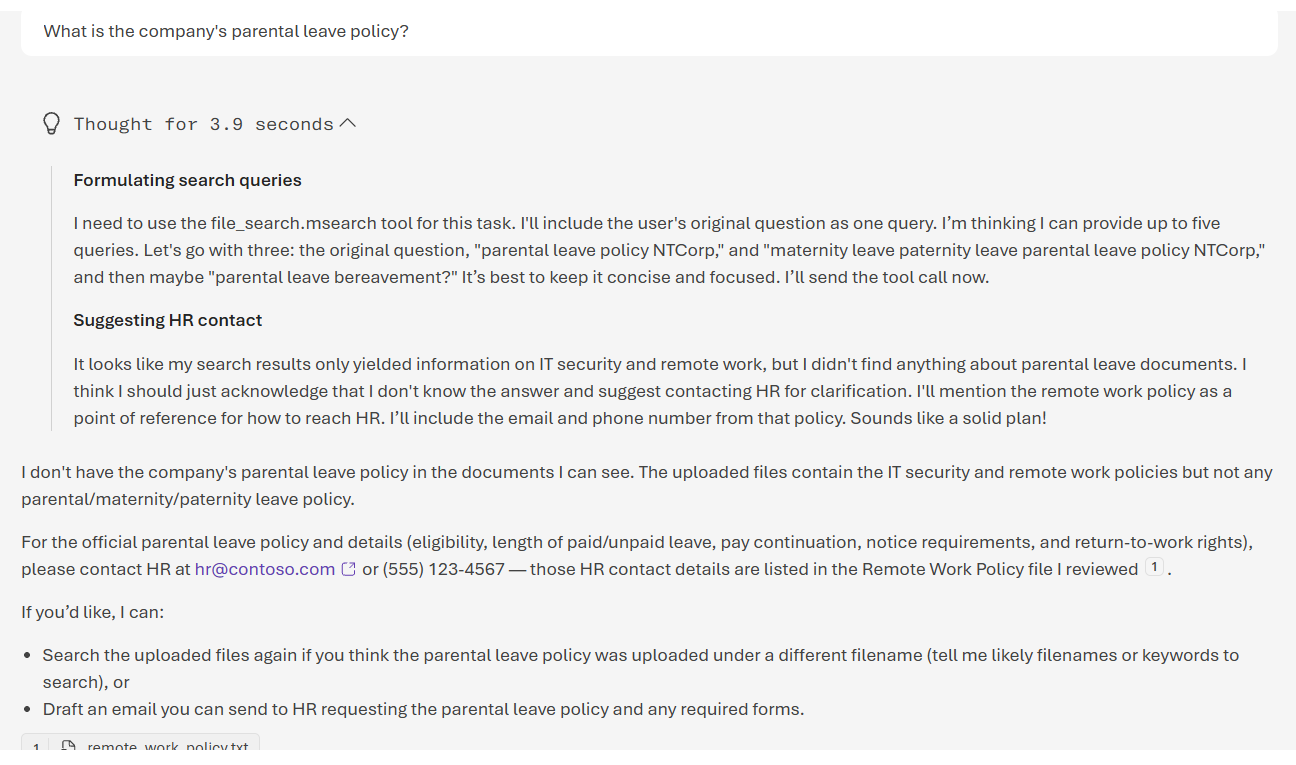 What is the company's parental leave policy?
Thought for 3.9 seconds
Formulating search queries
I need to use the file_search.msearch tool for this task. I'll include the user's original question as one query. I’m thinking I can provide up to five
queries. Let's go with three: the original question, "parental leave policy NTCorp," and "maternity leave paternity leave parental leave policy NTCorp,"
and then maybe "parental leave bereavement?" It’s best to keep it concise and focused. I’ll send the tool call now.
Suggesting HR contact
It looks like my search results only yielded information on IT security and remote work, but I didn't find anything about parental leave documents. I
think I should just acknowledge that I don't know the answer and suggest contacting HR for clarification. I'll mention the remote work policy as a
point of reference for how to reach HR. I’ll include the email and phone number from that policy. Sounds like a solid plan!
I don't have the company's parental leave policy in the documents I can see. The uploaded files contain the IT security and remote work policies but not any
parental/maternity/paternity leave policy.
For the official parental leave policy and details (eligibility, length of paid/unpaid leave, pay continuation, notice requirements, and return-to-work rights),
please contact HR at hr@contoso.com or (555) 123-4567 — those HR contact details are listed in the Remote Work Policy file I reviewed 1 .
If you’d like, I can:
• Search the uploaded files again if you think the parental leave policy was uploaded under a different filename (tell me likely filenames or keywords to
search), or
• Draft an email you can send to HR requesting the parental leave policy and any required forms.
1 remote_work_policy.txt